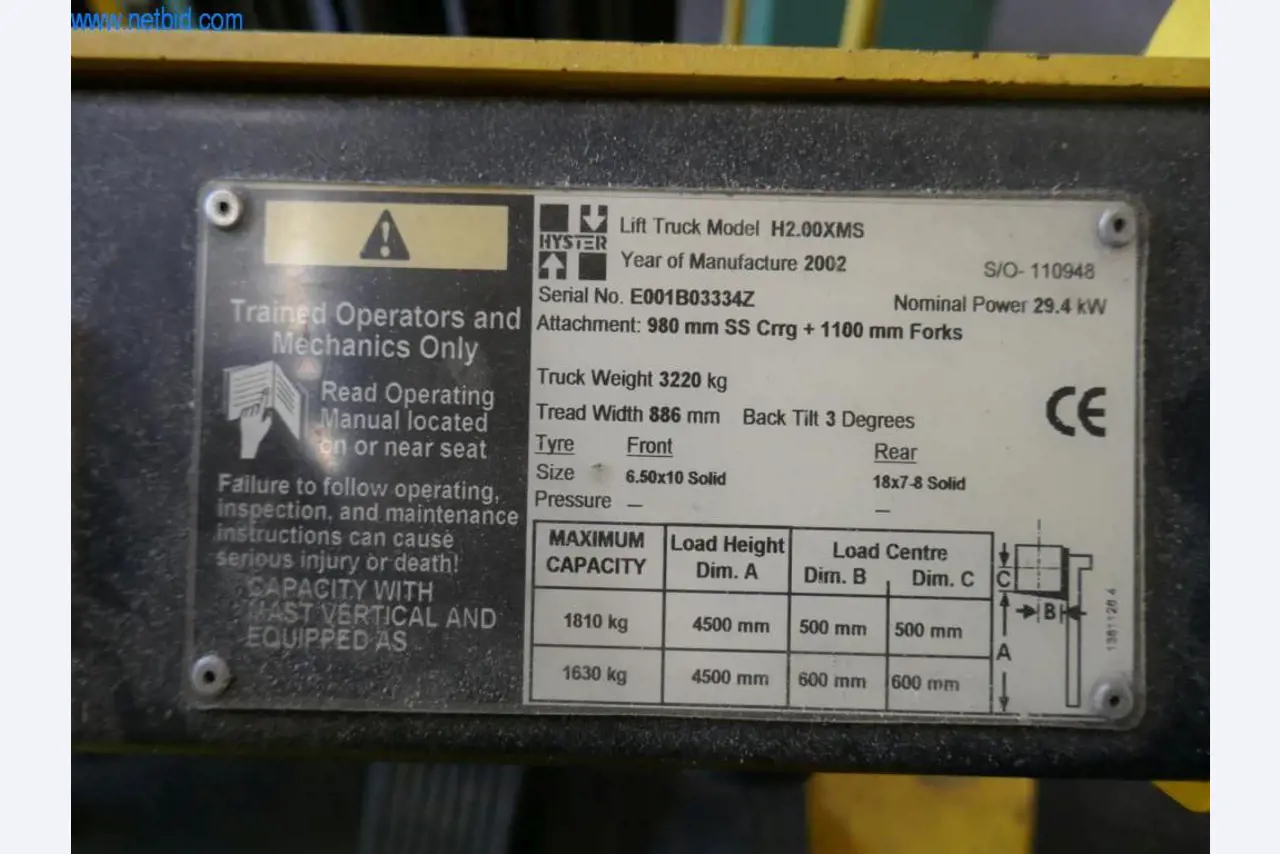 www.netbid.com
Trained Operators and
Mechanics Only
Read Operating
Manual located
on or near seat
Failure to follow operating,
inspection, and maintenance
instructions can cause
serious injury or death!
CAPACITY WITH
MAST VERTICAL AND
EQUIPPED AS
HYSTER
Lift Truck Model H2.00XMS
Year of Manufacture 2002
S/O- 110948
Serial No. E001B03334Z
Nominal Power 29.4 kW
Attachment: 980 mm SS Crrg + 1100 mm Forks
Truck Weight 3220 kg
Tread Width 886 mm Back Tilt 3 Degrees
CE
Tyre Front Rear
Size 6.50x10 Solid 18x7-8 Solid
Pressure – –
MAXIMUM CAPACITY Load Height Dim. A Load Centre Dim. B Dim. C
1810 kg 4500 mm 500 mm 500 mm
1630 kg 4500 mm 600 mm 600 mm
C
B
A